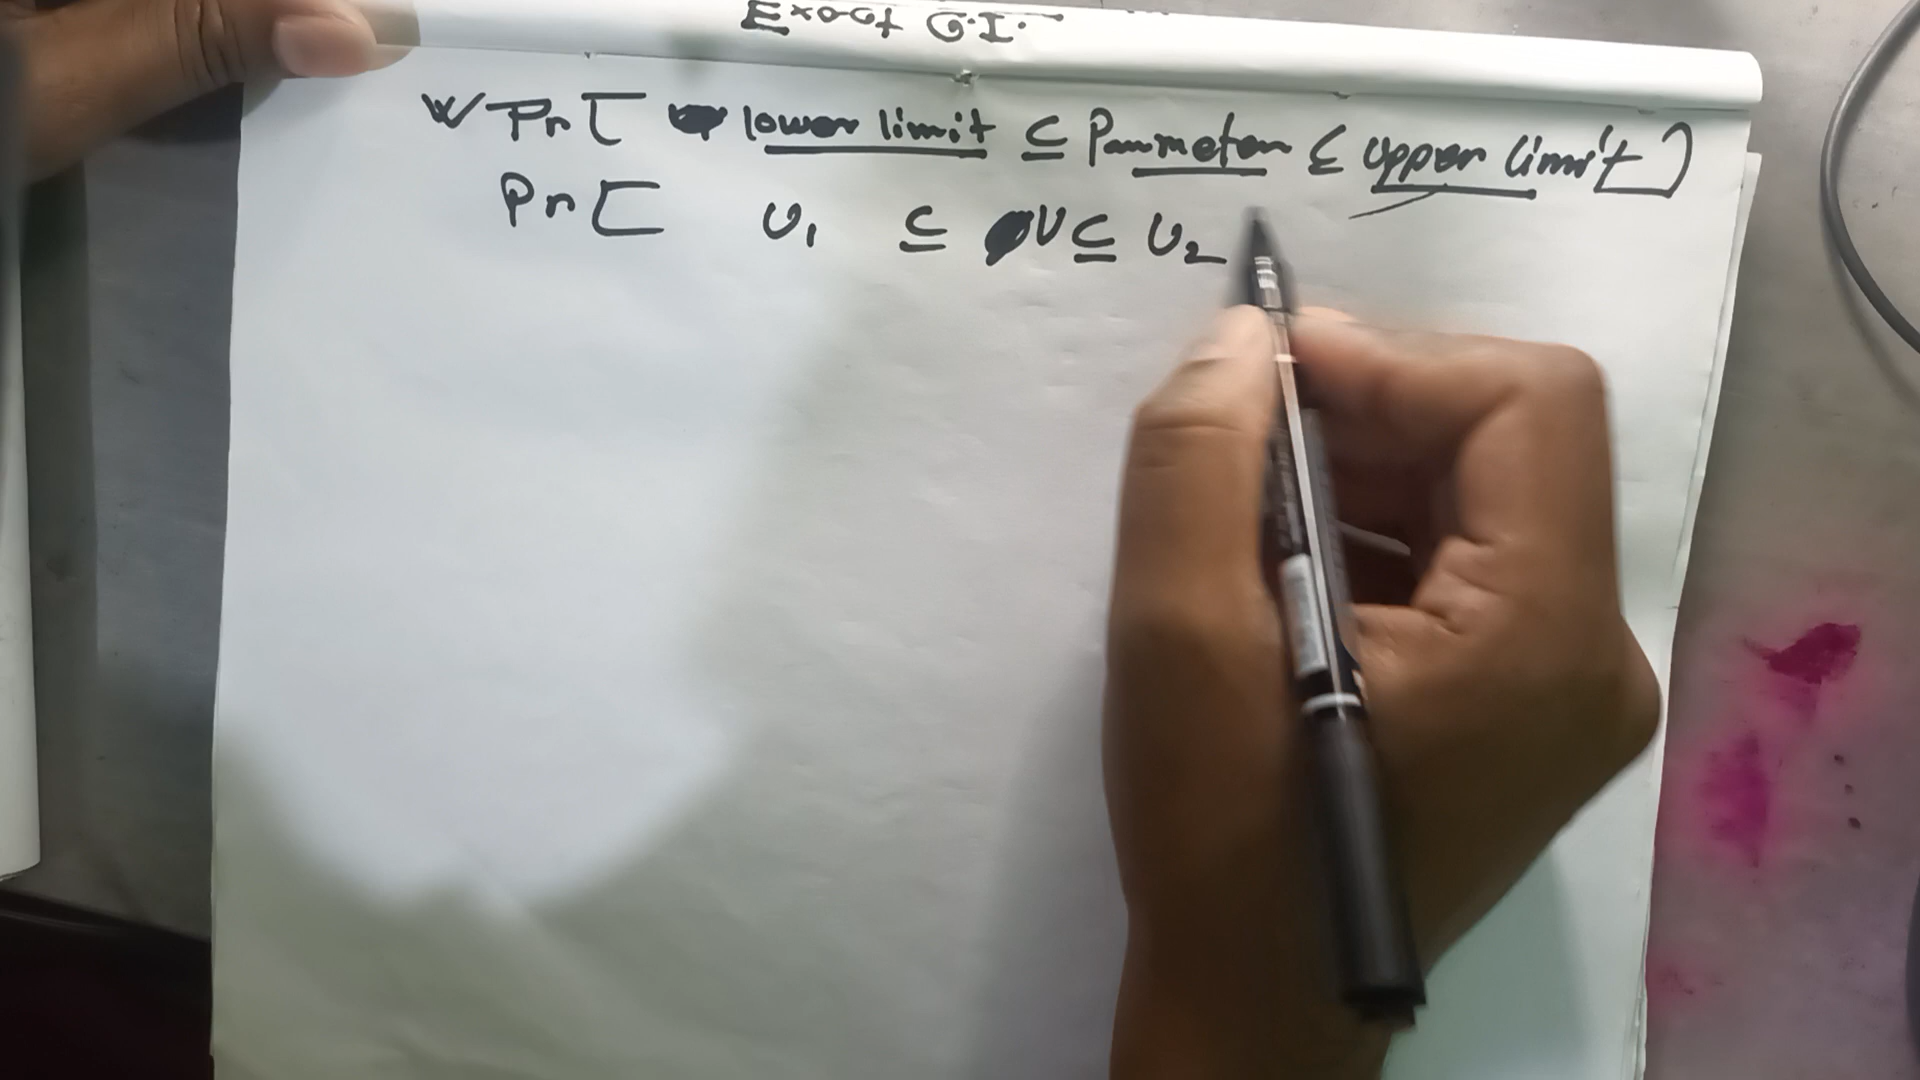 Exact C.I.
W Pr [ lower limit ≤ Parameter ≤ Upper limit ]
Pr [ U₁ ≤ U ≤ U₂